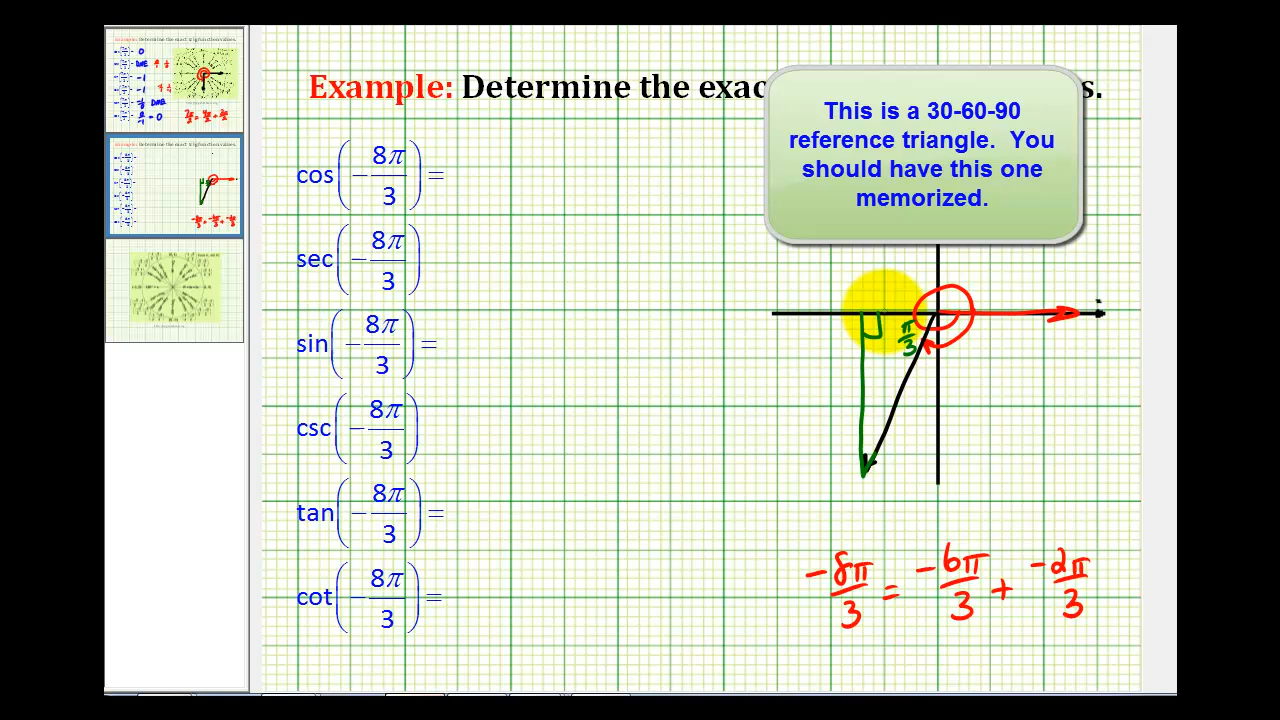 Example: Determine the exac s.
This is a 30-60-90
reference triangle. You
should have this one
memorized.
cos(-8π/3)=
sec(-8π/3)
sin(-8π/3)=
csc(-8π/3)
tan(-8π/3)=
cot(-8π/3)=
π/3
-8π/3 = -6π/3 + -2π/3